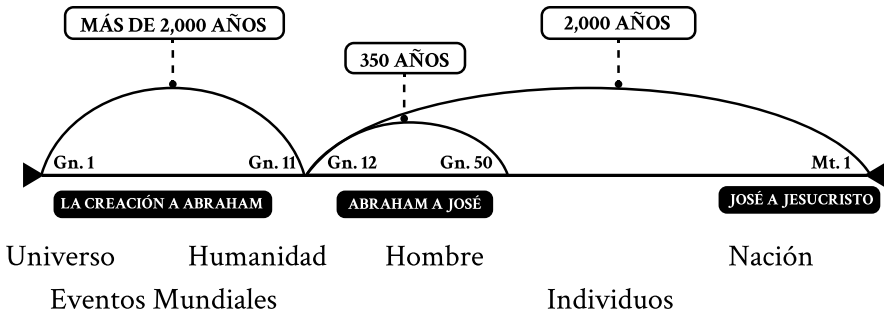 MÁS DE 2,000 AÑOS
350 AÑOS
2,000 AÑOS
Gn. 1
Gn. 11
Gn. 12
Gn. 50
Mt. 1
LA CREACIÓN A ABRAHAM
ABRAHAM A JOSÉ
JOSÉ A JESUCRISTO
Universo
Humanidad
Hombre
Nación
Eventos Mundiales
Individuos